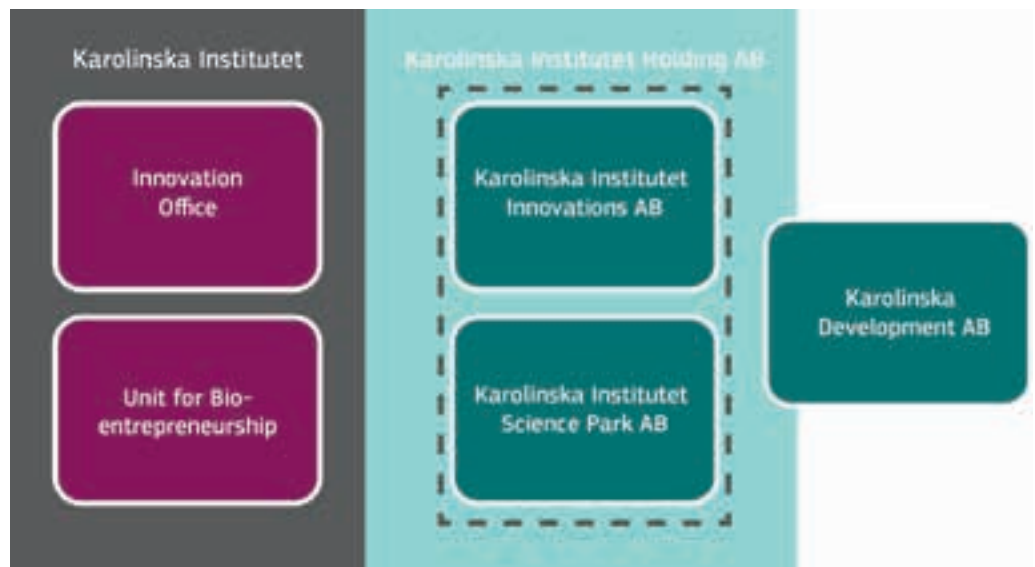 Karolinska Institutet
Innovation
Office
Unit for Bio-
entrepreneurship
Karolinska Institutet Holding AB
Karolinska Institutet
Innovations AB
Karolinska Institutet
Science Park AB
Karolinska
Development AB